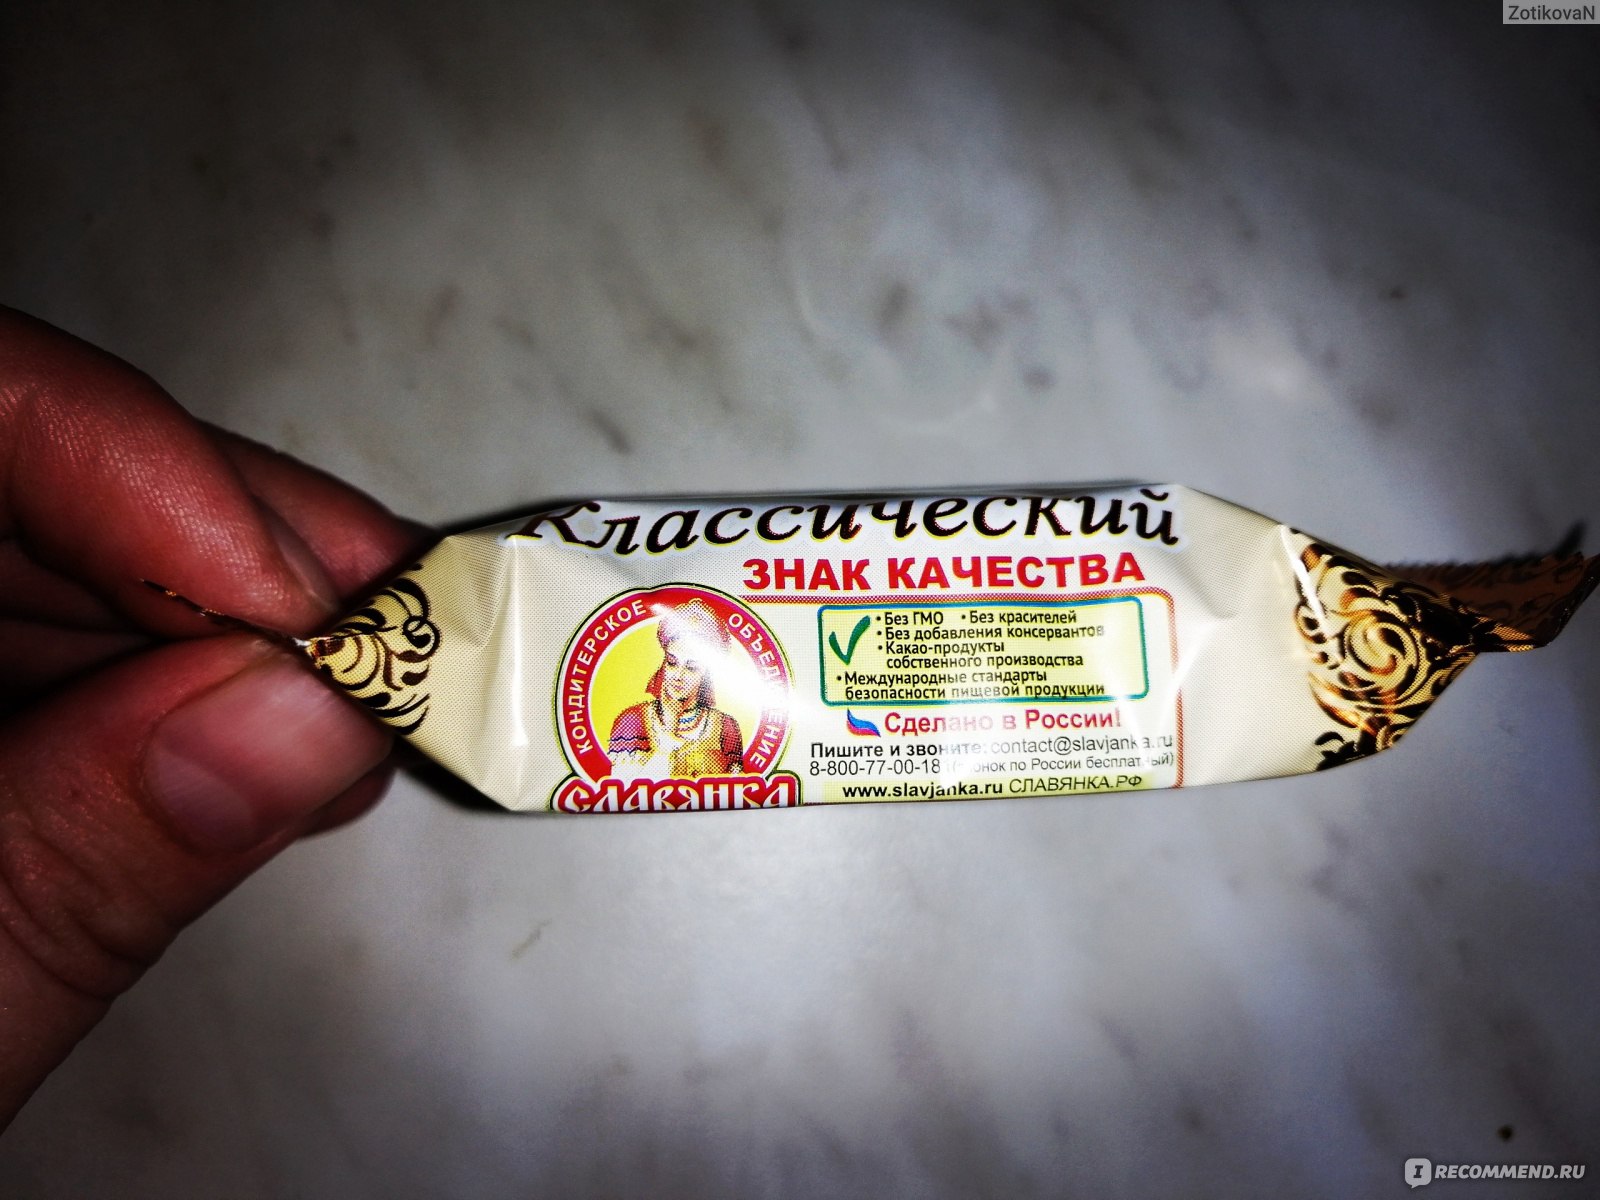 ZotikovaN
Классический
ЗНАК КАЧЕСТВА
КОНДИТЕРСКОЕ ОБЪЕДИНЕНИЕ
СЛАВЯНКА
• Без ГМО • Без красителей
• Без добавления консервантов
• Какао-продукты
собственного производства
• Международные стандарты
безопасности пищевой продукции
Сделано в России!
Пишите и звоните: contact@slavjanka.ru
8-800-77-00-18 (звонок по России бесплатный)
www.slavjanka.ru СЛАВЯНКА.РФ
IRECOMMEND.RU